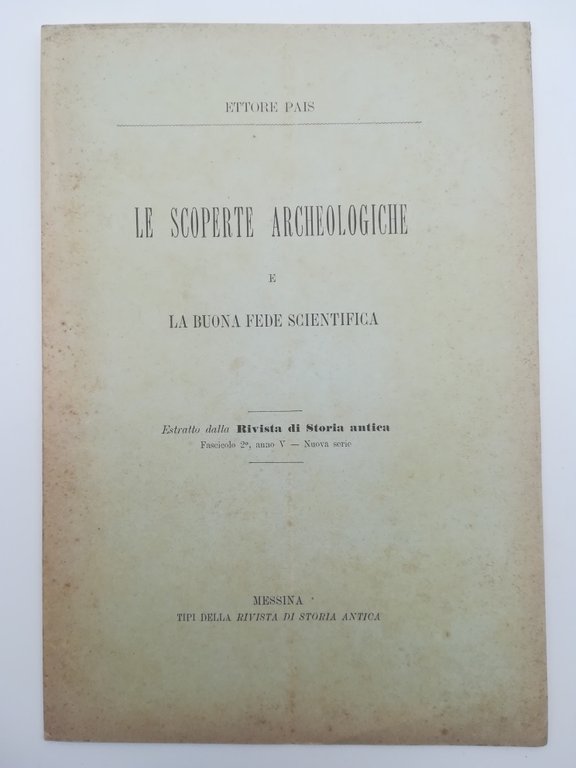 ETTORE PAIS
LE SCOPERTE ARCHEOLOGICHE
E
LA BUONA FEDE SCIENTIFICA
Estratto dalla Rivista di Storia antica
Fascicolo 2º, anno V — Nuova serie
MESSINA
TIPI DELLA RIVISTA DI STORIA ANTICA